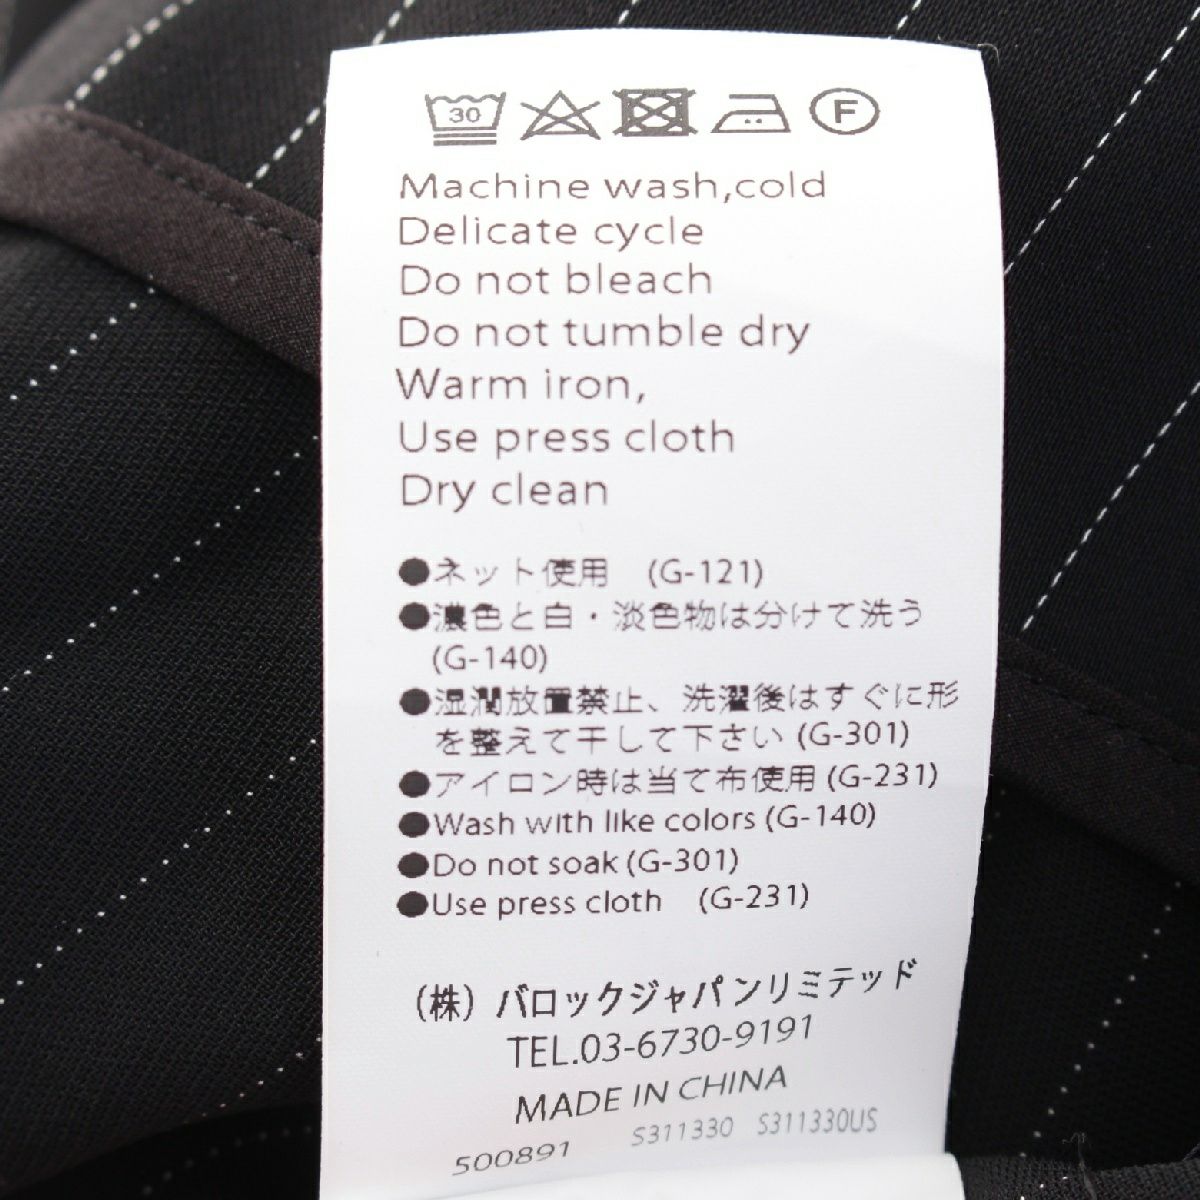 30 F
Machine wash,cold
Delicate cycle
Do not bleach
Do not tumble dry
Warm iron,
Use press cloth
Dry clean
●ネット使用 (G-121)
●濃色と白・淡色物は分けて洗う
(G-140)
●湿潤放置禁止、洗濯後はすぐに形
を整えて干して下さい (G-301)
●アイロン時は当て布使用 (G-231)
●Wash with like colors (G-140)
●Do not soak (G-301)
●Use press cloth (G-231)
(株) バロックジャパンリミテッド
TEL.03-6730-9191
MADE IN CHINA
500891 S311330 S311330US